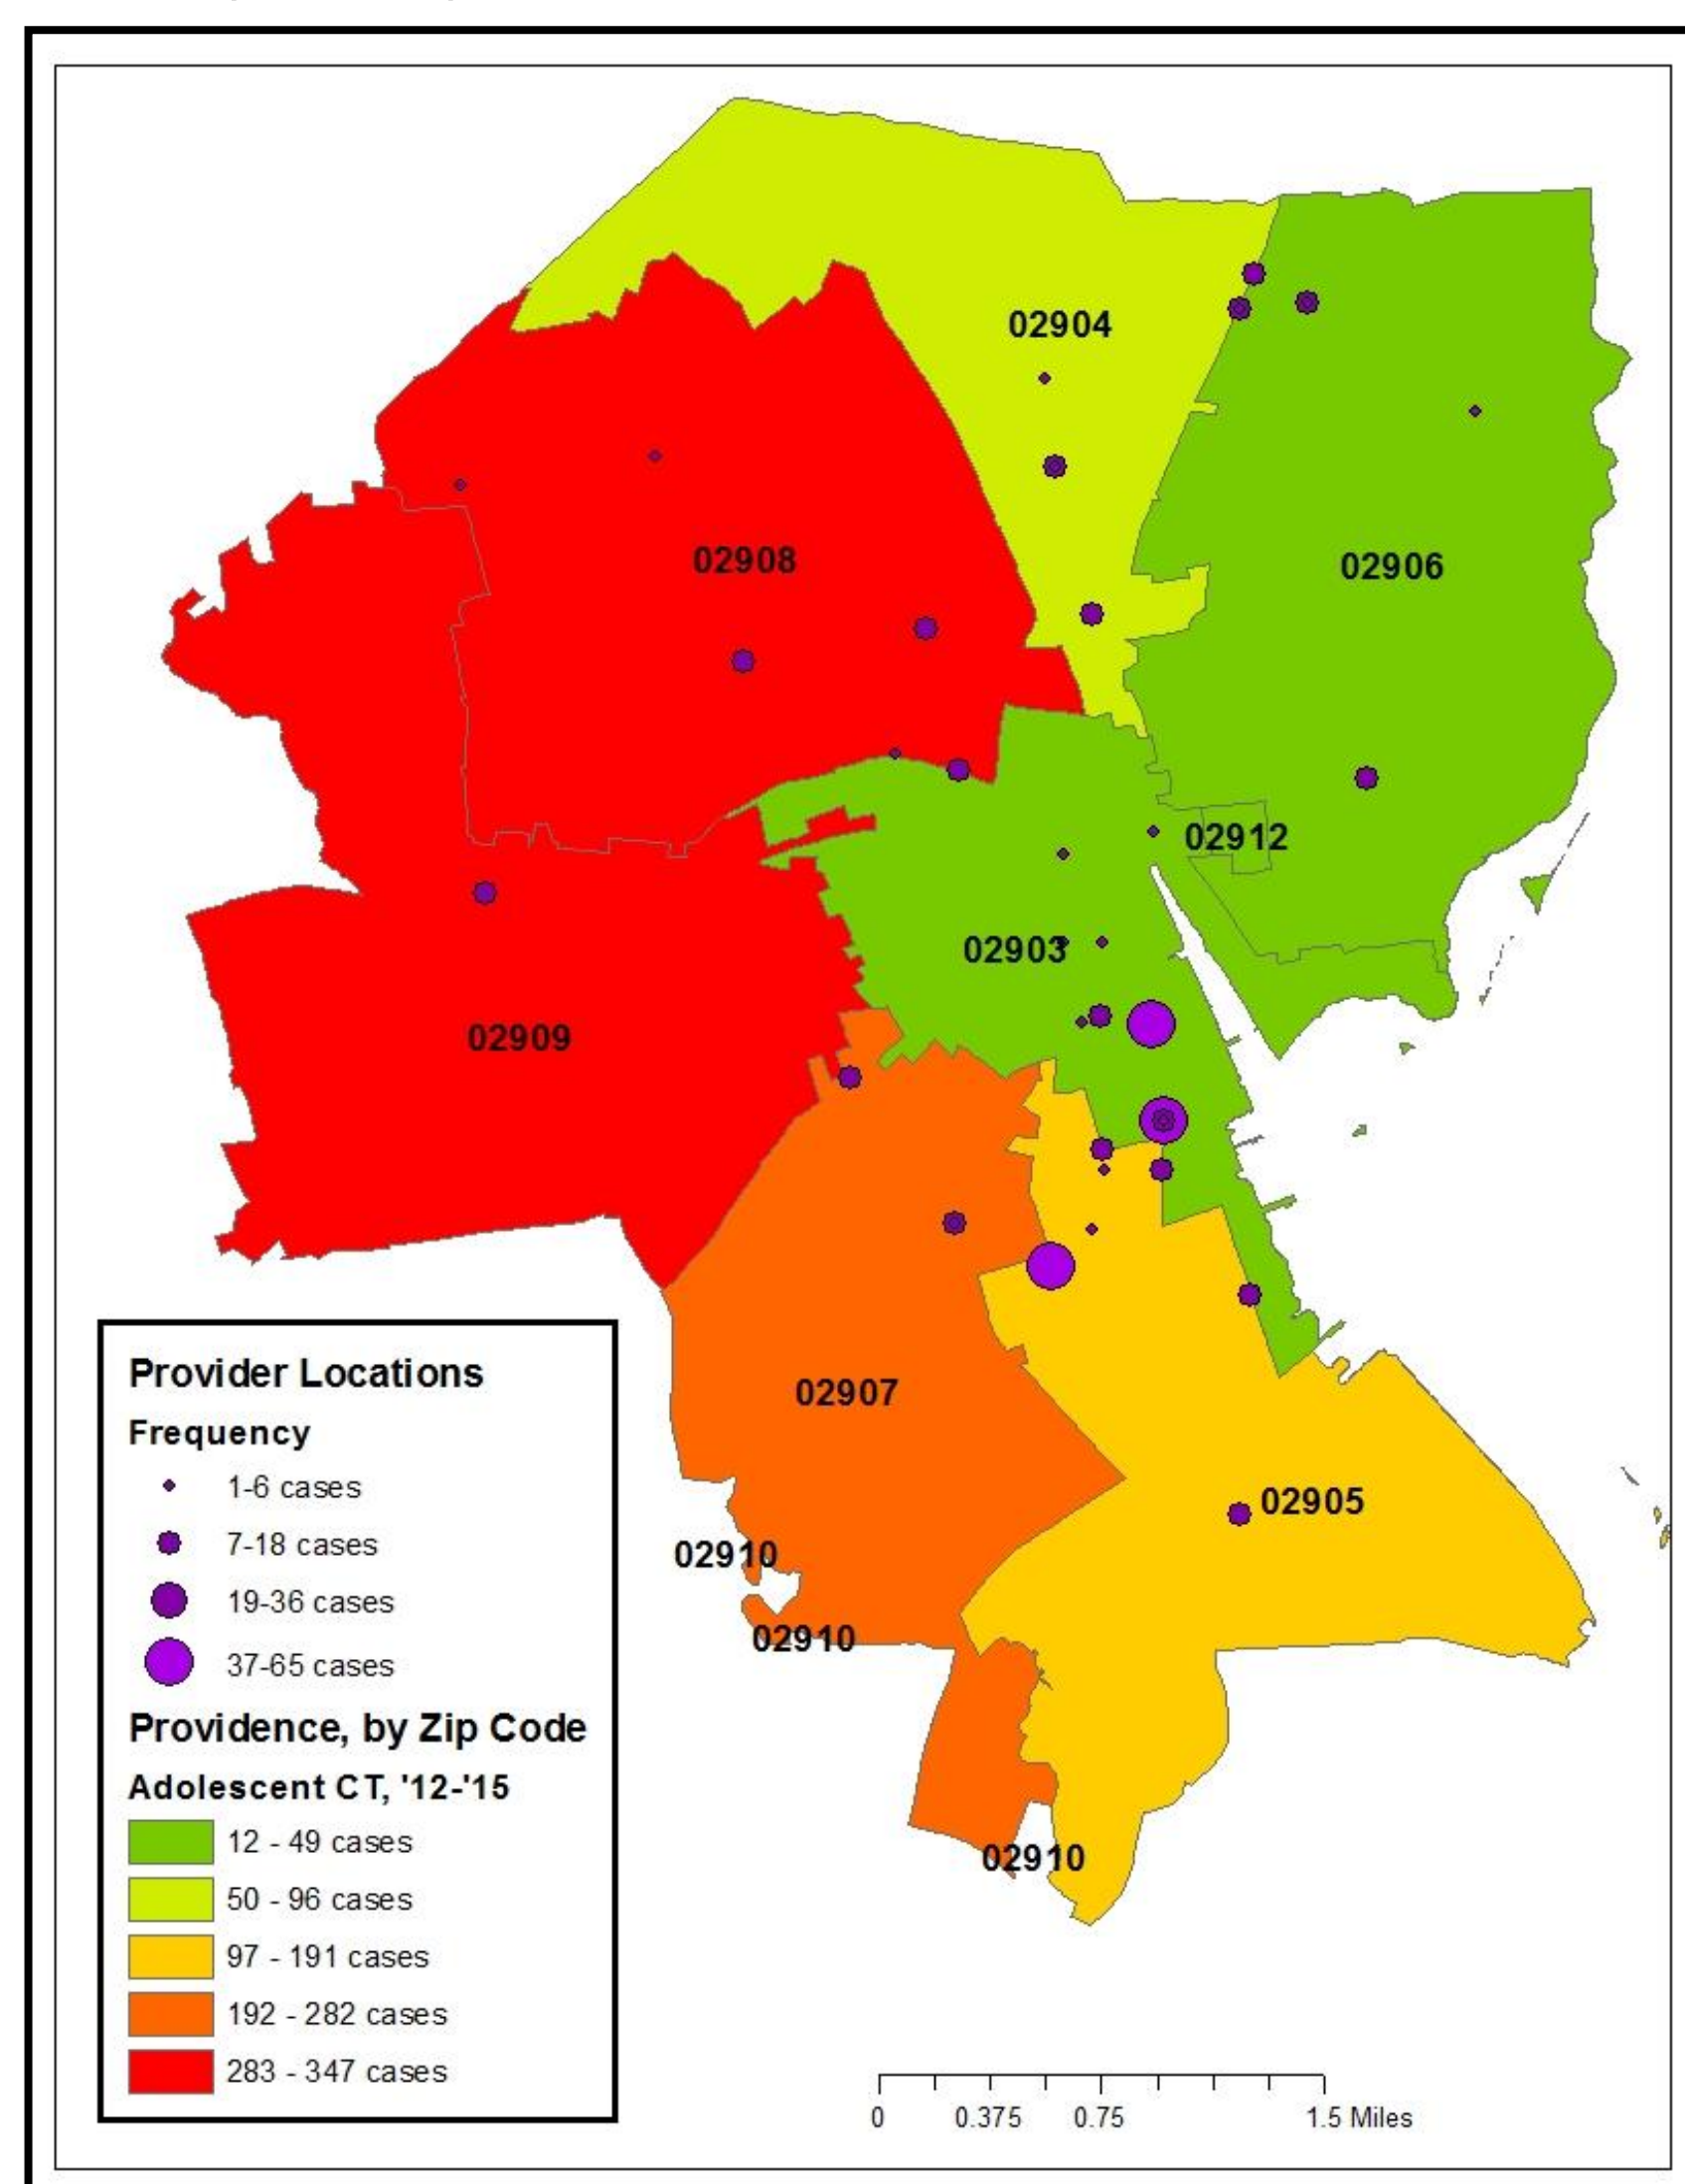 02904
02908
02906
02912
02903
02909
02907
02905
02910
02910
02910
Provider Locations
Frequency
1-6 cases
7-18 cases
19-36 cases
37-65 cases
Providence, by Zip Code
Adolescent CT, '12-'15
12 - 49 cases
50 - 96 cases
97 - 191 cases
192 - 282 cases
283 - 347 cases
0 0.375 0.75 1.5 Miles